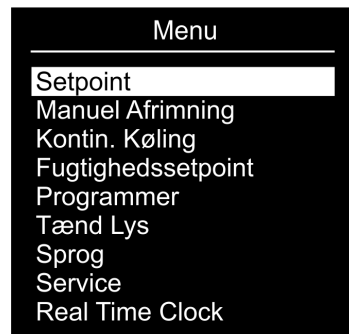 Menu
Setpoint
Manuel Afrimning
Kontin. Køling
Fugtighedssetpoint
Programmer
Tænd Lys
Sprog
Service
Real Time Clock